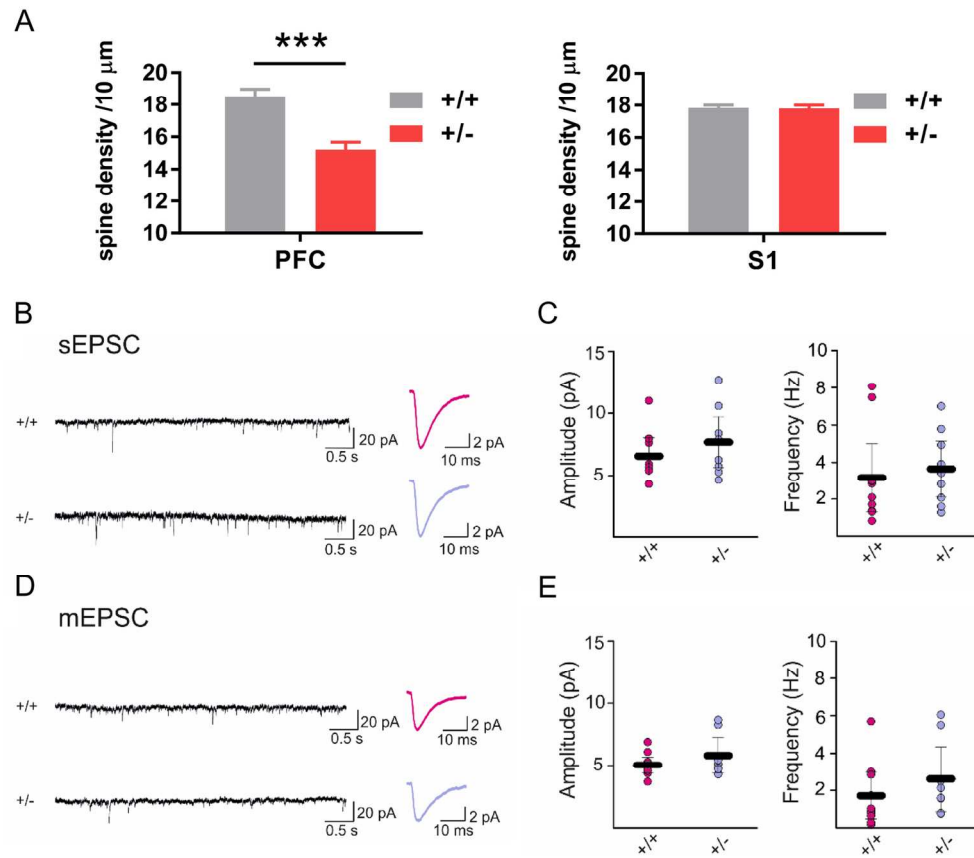 A
***
spine density /10 μm
20
18
16
14
12
10
PFC
+/+
+/-
spine density /10 μm
20
18
16
14
12
10
S1
+/+
+/-
B
sEPSC
+/+
20 pA
0.5 s
2 pA
10 ms
+/-
20 pA
0.5 s
2 pA
10 ms
C
Amplitude (pA)
15
10
5
+/+
+/-
Frequency (Hz)
10
8
6
4
2
+/+
+/-
D
mEPSC
+/+
20 pA
0.5 s
2 pA
10 ms
+/-
20 pA
0.5 s
2 pA
10 ms
E
Amplitude (pA)
15
10
5
+/+
+/-
Frequency (Hz)
10
8
6
4
2
+/+
+/-